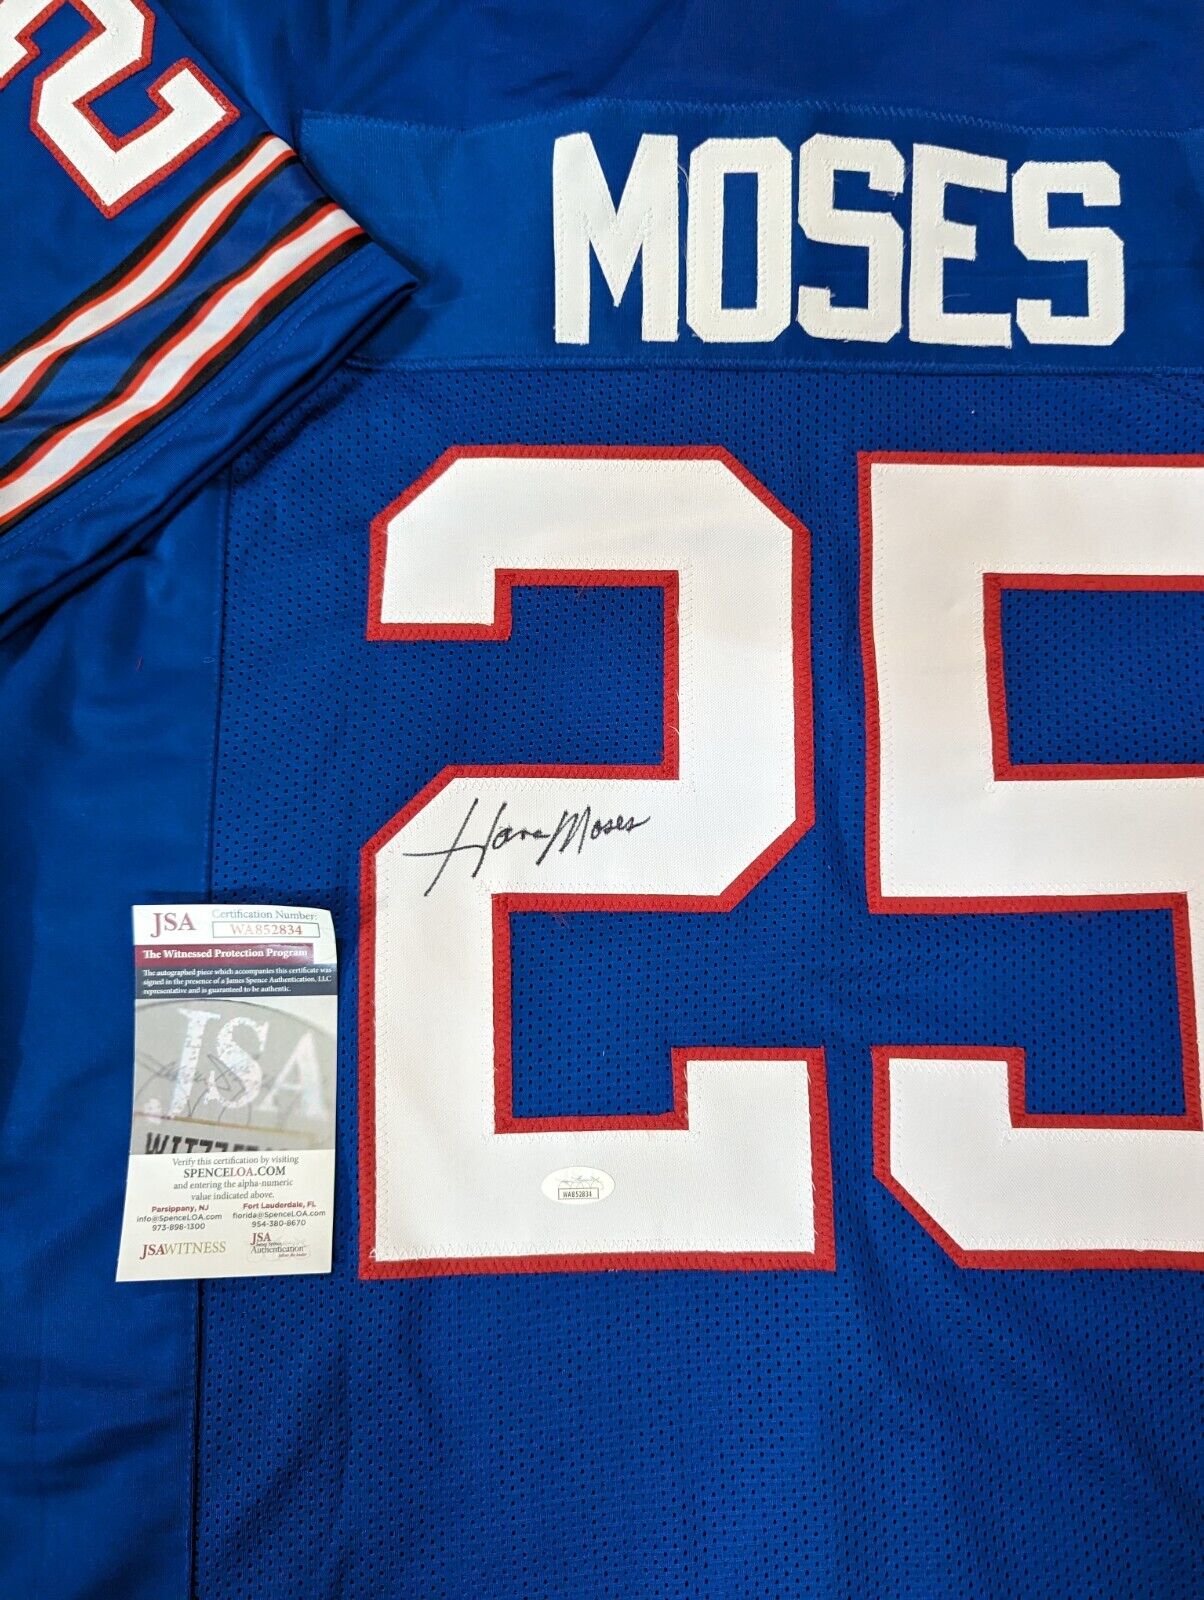 2
MOSES
25
Haven Moses
JSA
Certification Number:
WA852834
The Witnessed Protection Program
The autographed piece which accompanies this certificate was
signed in the presence of a James Spence Authentication, LLC
representative and is guaranteed to be authentic.
JSA
Verify this certification by visiting
SPENCELOA.COM
and entering the alpha-numeric
value indicated above.
Parsippany, NJ
info@SpenceLOA.com
973-898-1300
Fort Lauderdale, FL
florida@SpenceLOA.com
954-380-8670
JSAWITNESS
JSA
Authentication
WA852834